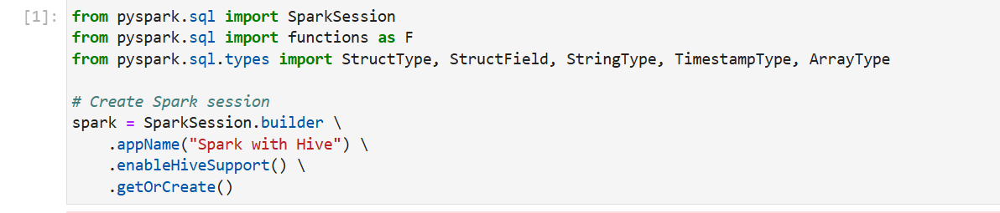 [1]: from pyspark.sql import SparkSession
from pyspark.sql import functions as F
from pyspark.sql.types import StructType, StructField, StringType, TimestampType, ArrayType

# Create Spark session
spark = SparkSession.builder \
    .appName("Spark with Hive") \
    .enableHiveSupport() \
    .getOrCreate()